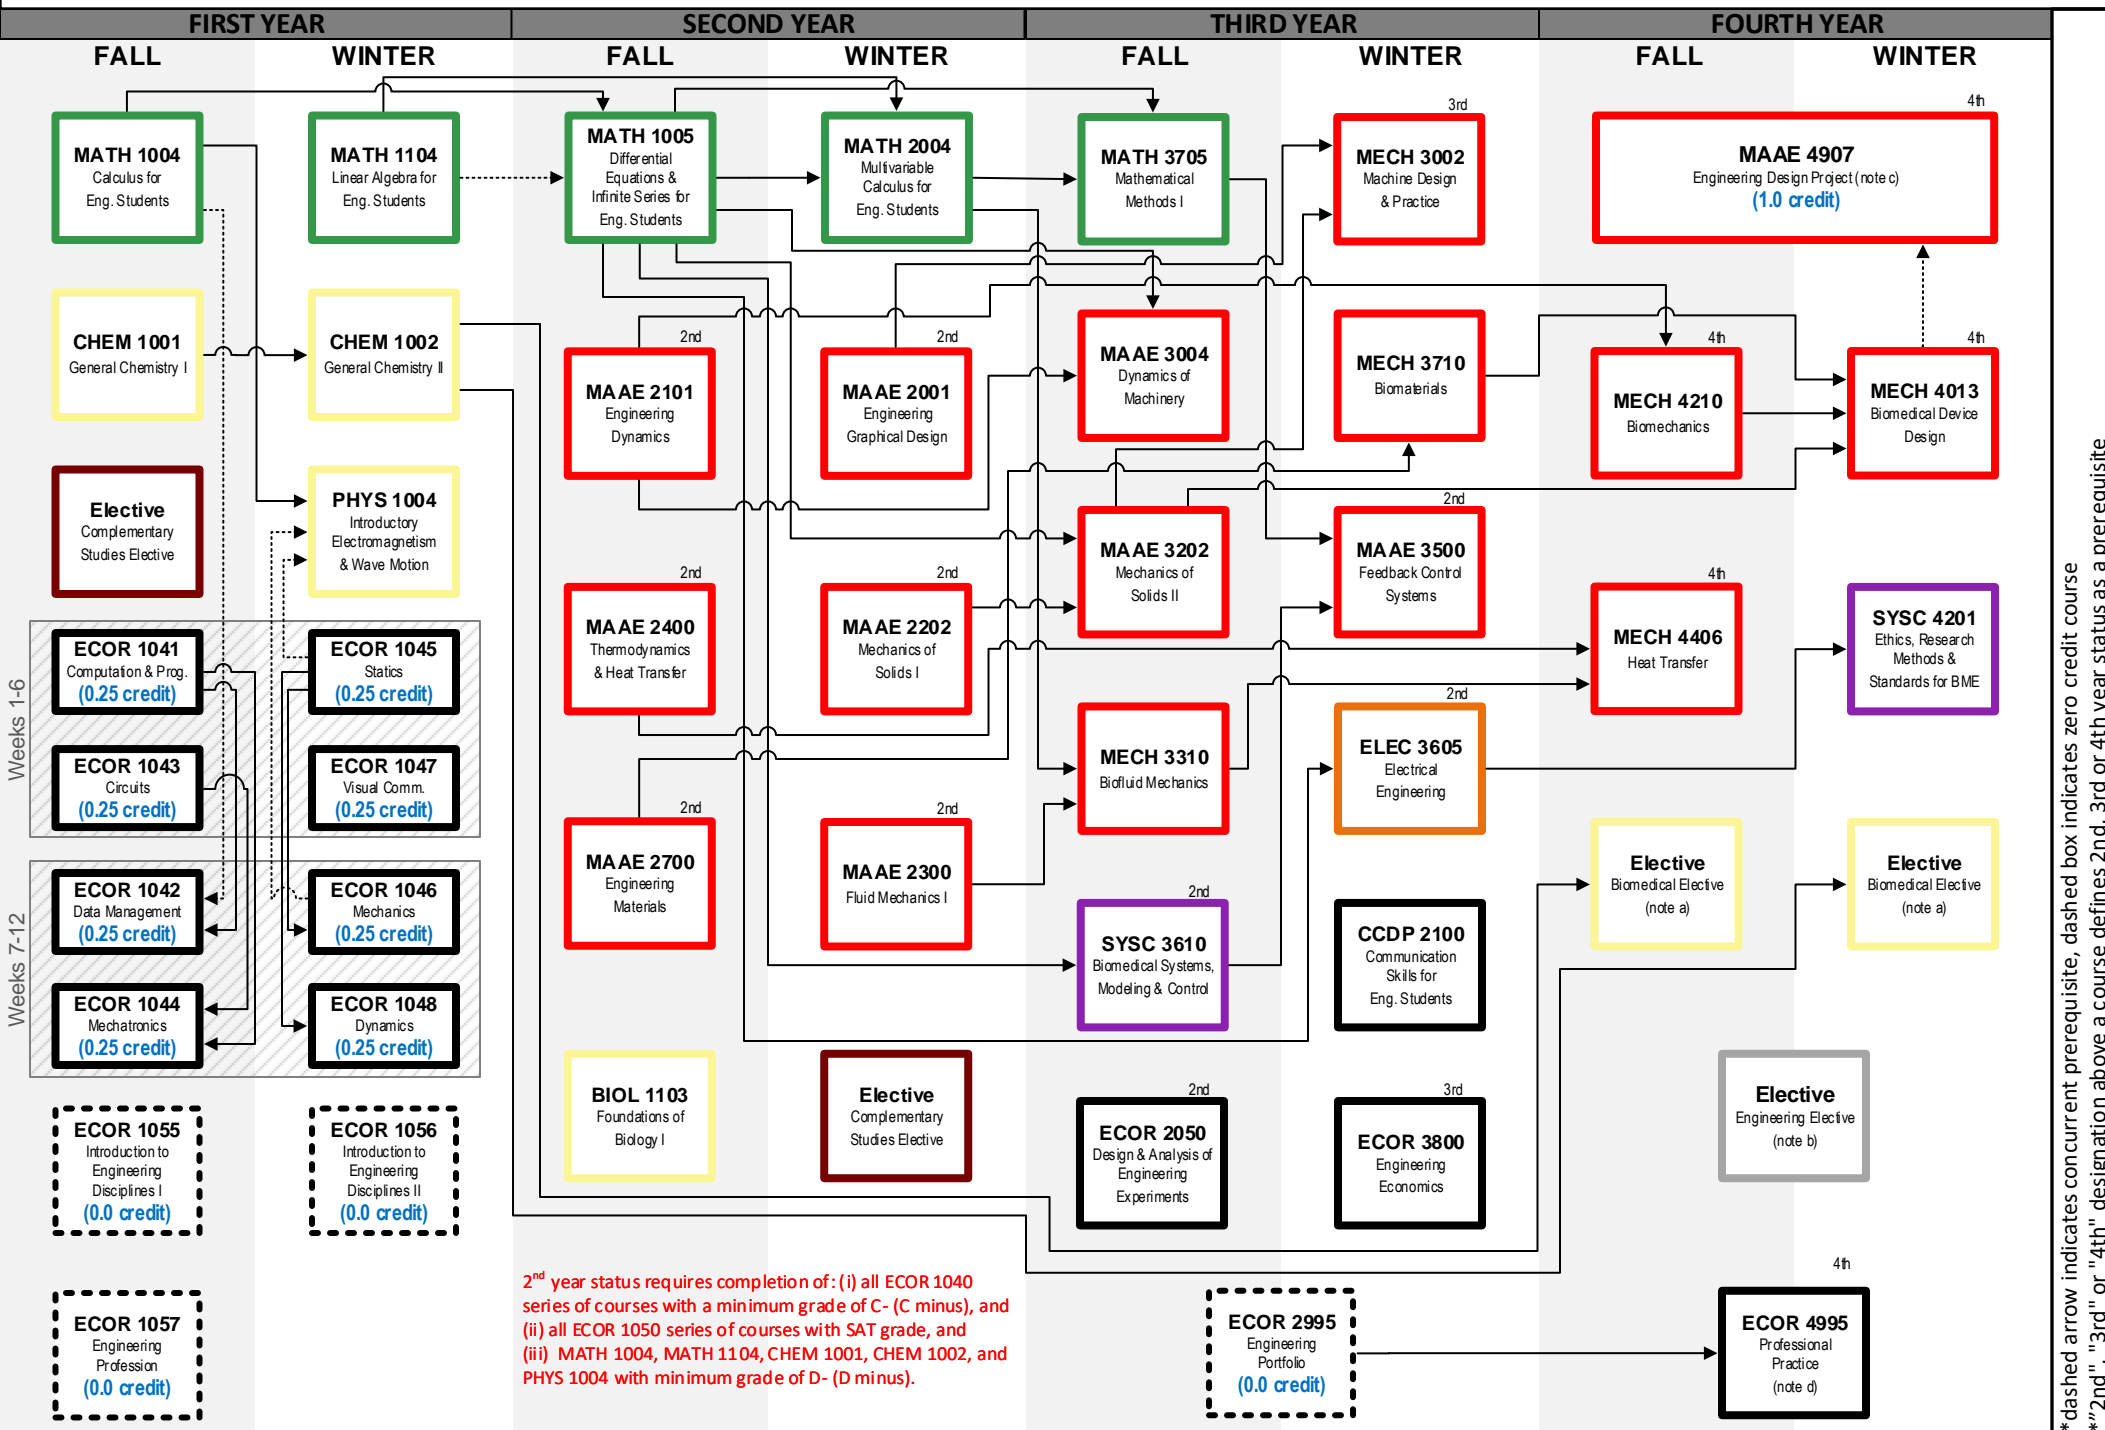 FIRST YEAR
SECOND YEAR
THIRD YEAR
FOURTH YEAR
FALL
WINTER
FALL
WINTER
FALL
WINTER
FALL
WINTER
MATH 1004
Calculus for
Eng. Students
MATH 1104
Linear Algebra for
Eng. Students
MATH 1005
Differential
Equations &
Infinite Series for
Eng. Students
MATH 2004
Multivariable
Calculus for
Eng. Students
MATH 3705
Mathematical
Methods I
3rd
MECH 3002
Machine Design
& Practice
4th
MAAE 4907
Engineering Design Project (note c)
(1.0 credit)
CHEM 1001
General Chemistry I
CHEM 1002
General Chemistry II
2nd
MAAE 2101
Engineering
Dynamics
2nd
MAAE 2001
Engineering
Graphical Design
MAAE 3004
Dynamics of
Machinery
MECH 3710
Biomaterials
4th
MECH 4210
Biomechanics
4th
MECH 4013
Biomedical Device
Design
Elective
Complementary
Studies Elective
PHYS 1004
Introductory
Electromagnetism
& Wave Motion
2nd
MAAE 2400
Thermodynamics
& Heat Transfer
2nd
MAAE 2202
Mechanics of
Solids I
MAAE 3202
Mechanics of
Solids II
2nd
MAAE 3500
Feedback Control
Systems
4th
MECH 4406
Heat Transfer
SYSC 4201
Ethics, Research
Methods &
Standards for BME
Weeks 1-6
ECOR 1041
Computation & Prog.
(0.25 credit)
ECOR 1045
Statics
(0.25 credit)
ECOR 1043
Circuits
(0.25 credit)
ECOR 1047
Visual Comm.
(0.25 credit)
2nd
MAAE 2700
Engineering
Materials
2nd
MAAE 2300
Fluid Mechanics I
MECH 3310
Biofluid Mechanics
2nd
ELEC 3605
Electrical
Engineering
Elective
Biomedical Elective
(note a)
Elective
Biomedical Elective
(note a)
Weeks 7-12
ECOR 1042
Data Management
(0.25 credit)
ECOR 1046
Mechanics
(0.25 credit)
ECOR 1044
Mechatronics
(0.25 credit)
ECOR 1048
Dynamics
(0.25 credit)
2nd
SYSC 3610
Biomedical Systems,
Modeling & Control
CCDP 2100
Communication
Skills for
Eng. Students
BIOL 1103
Foundations of
Biology I
Elective
Complementary
Studies Elective
2nd
ECOR 2050
Design & Analysis of
Engineering
Experiments
3rd
ECOR 3800
Engineering
Economics
Elective
Engineering Elective
(note b)
ECOR 1055
Introduction to
Engineering
Disciplines I
(0.0 credit)
ECOR 1056
Introduction to
Engineering
Disciplines II
(0.0 credit)
ECOR 1057
Engineering
Profession
(0.0 credit)
2nd year status requires completion of: (i) all ECOR 1040
series of courses with a minimum grade of C- (C minus), and
(ii) all ECOR 1050 series of courses with SAT grade, and
(iii) MATH 1004, MATH 1104, CHEM 1001, CHEM 1002, and
PHYS 1004 with minimum grade of D- (D minus).
ECOR 2995
Engineering
Portfolio
(0.0 credit)
4th
ECOR 4995
Professional
Practice
(note d)
*dashed arrow indicates concurrent prerequisite, dashed box indicates zero credit course
*"2nd", "3rd" or "4th" designation above a course defines 2nd, 3rd or 4th year status as a prerequisite